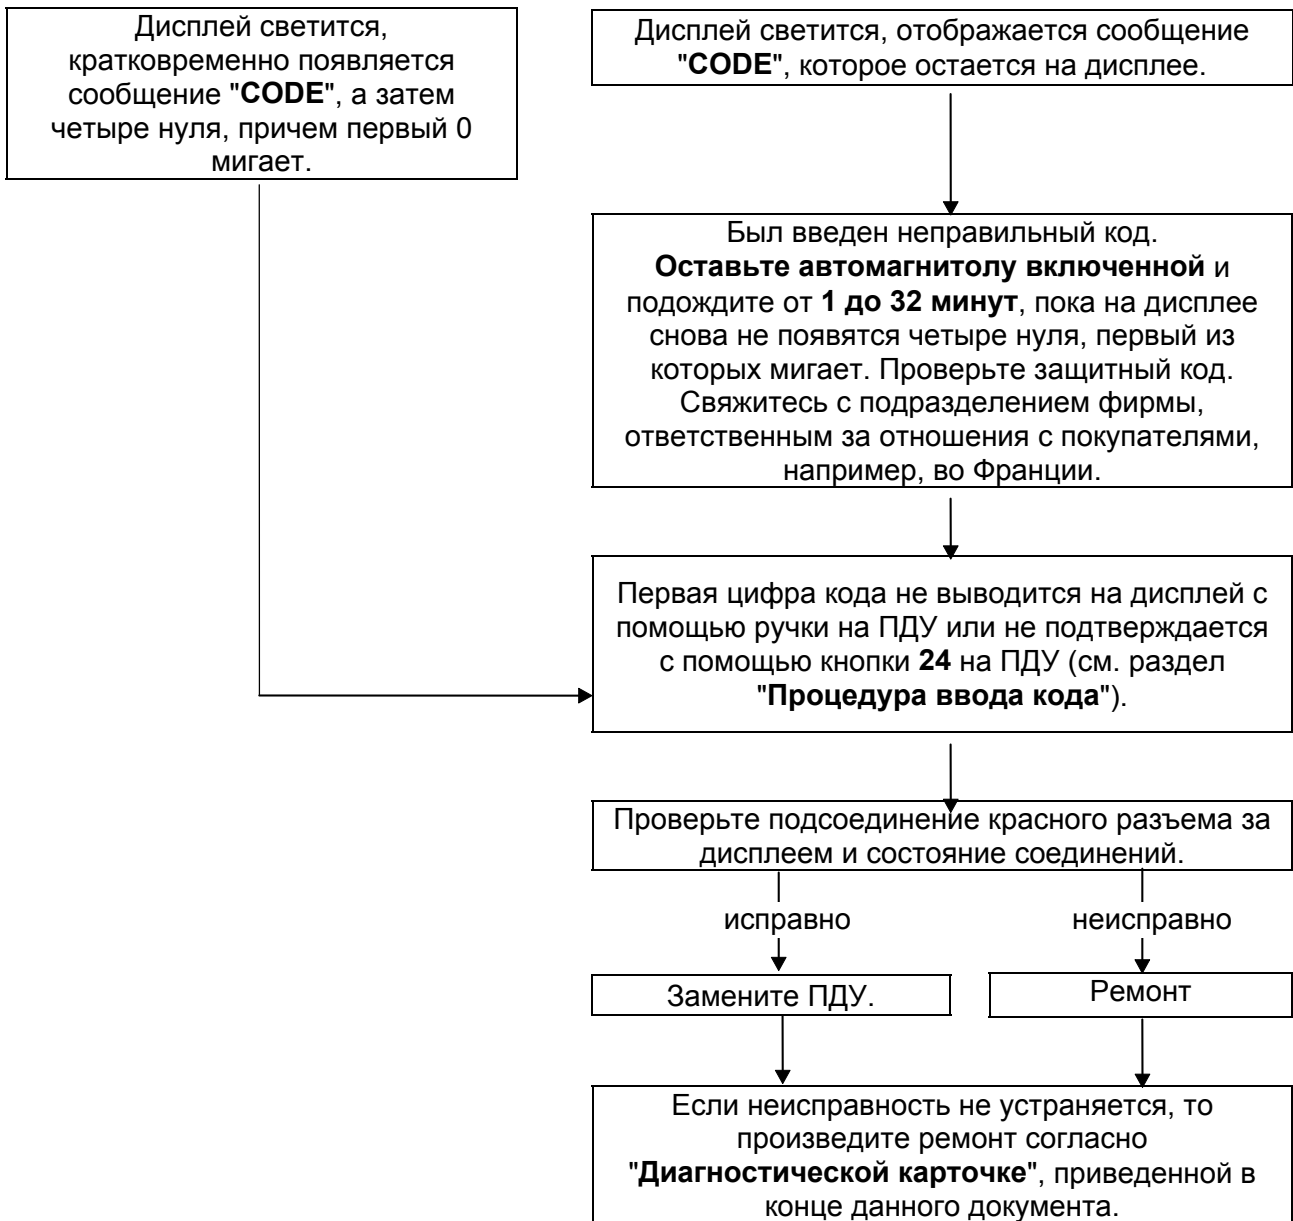 Дисплей светится,
кратковременно появляется
сообщение "CODE", а затем
четыре нуля, причем первый 0
мигает.
Дисплей светится, отображается сообщение
"CODE", которое остается на дисплее.
Был введен неправильный код.
Оставьте автомагнитолу включенной и
подождите от 1 до 32 минут, пока на дисплее
снова не появятся четыре нуля, первый из
которых мигает. Проверьте защитный код.
Свяжитесь с подразделением фирмы,
ответственным за отношения с покупателями,
например, во Франции.
Первая цифра кода не выводится на дисплей с
помощью ручки на ПДУ или не подтверждается
с помощью кнопки 24 на ПДУ (см. раздел
"Процедура ввода кода").
Проверьте подсоединение красного разъема за
дисплеем и состояние соединений.
исправно
неисправно
Замените ПДУ.
Ремонт
Если неисправность не устраняется, то
произведите ремонт согласно
"Диагностической карточке", приведенной в
конце данного документа.